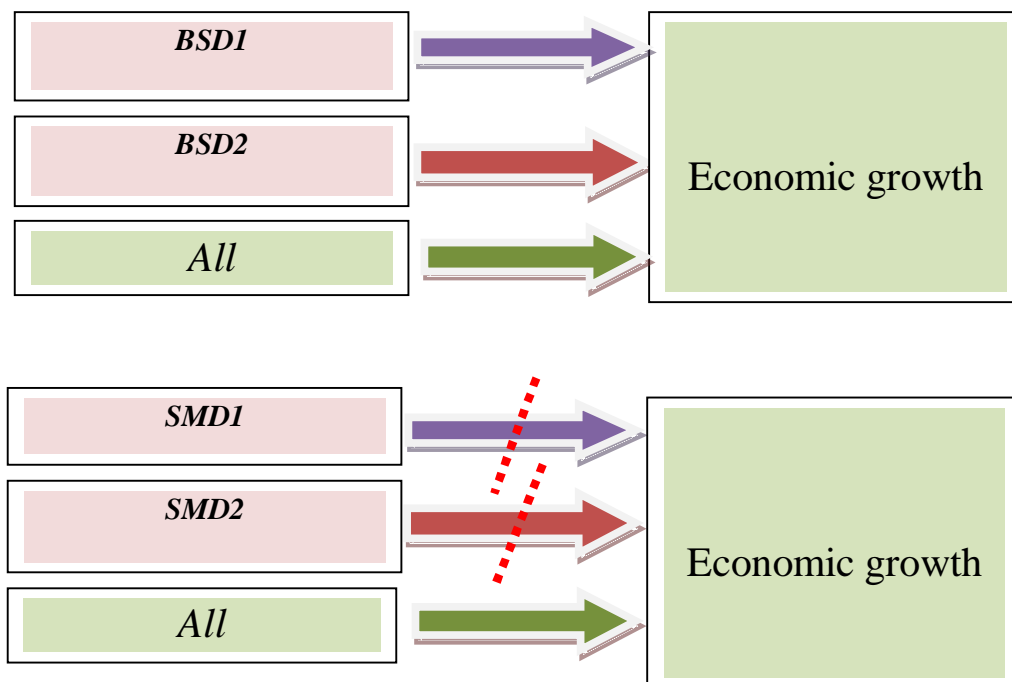 BSD1
BSD2
All
Economic growth
SMD1
SMD2
All
Economic growth